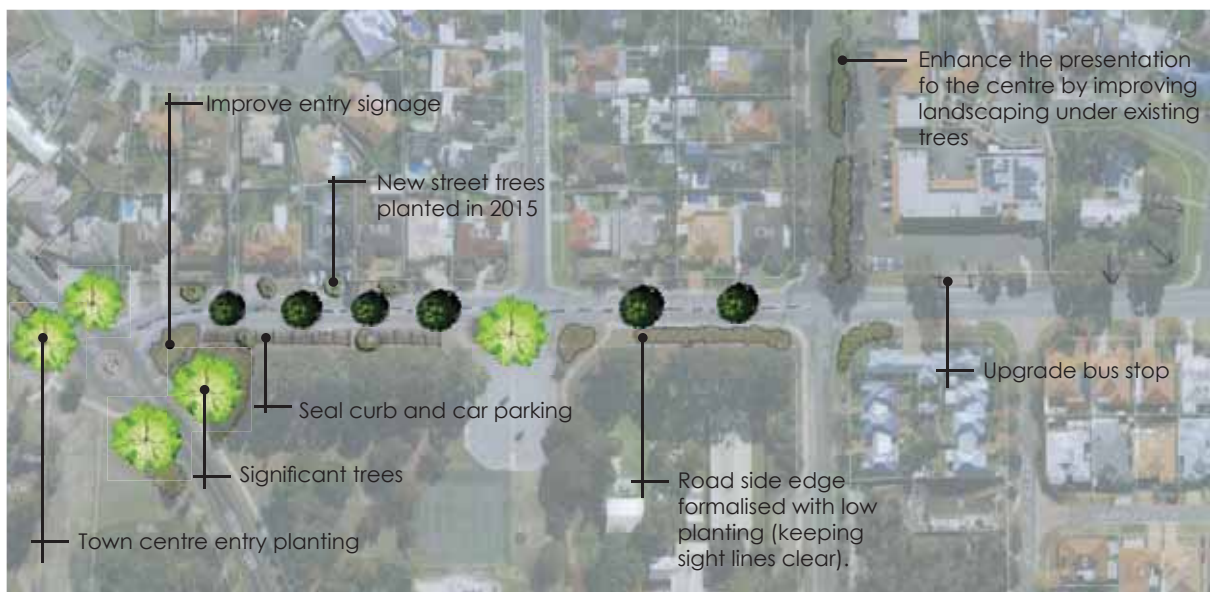 Enhance the presentation
fo the centre by improving
landscaping under existing
trees
Improve entry signage
New street trees
planted in 2015
Upgrade bus stop
Seal curb and car parking
Significant trees
Road side edge
formalised with low
planting (keeping
sight lines clear).
Town centre entry planting